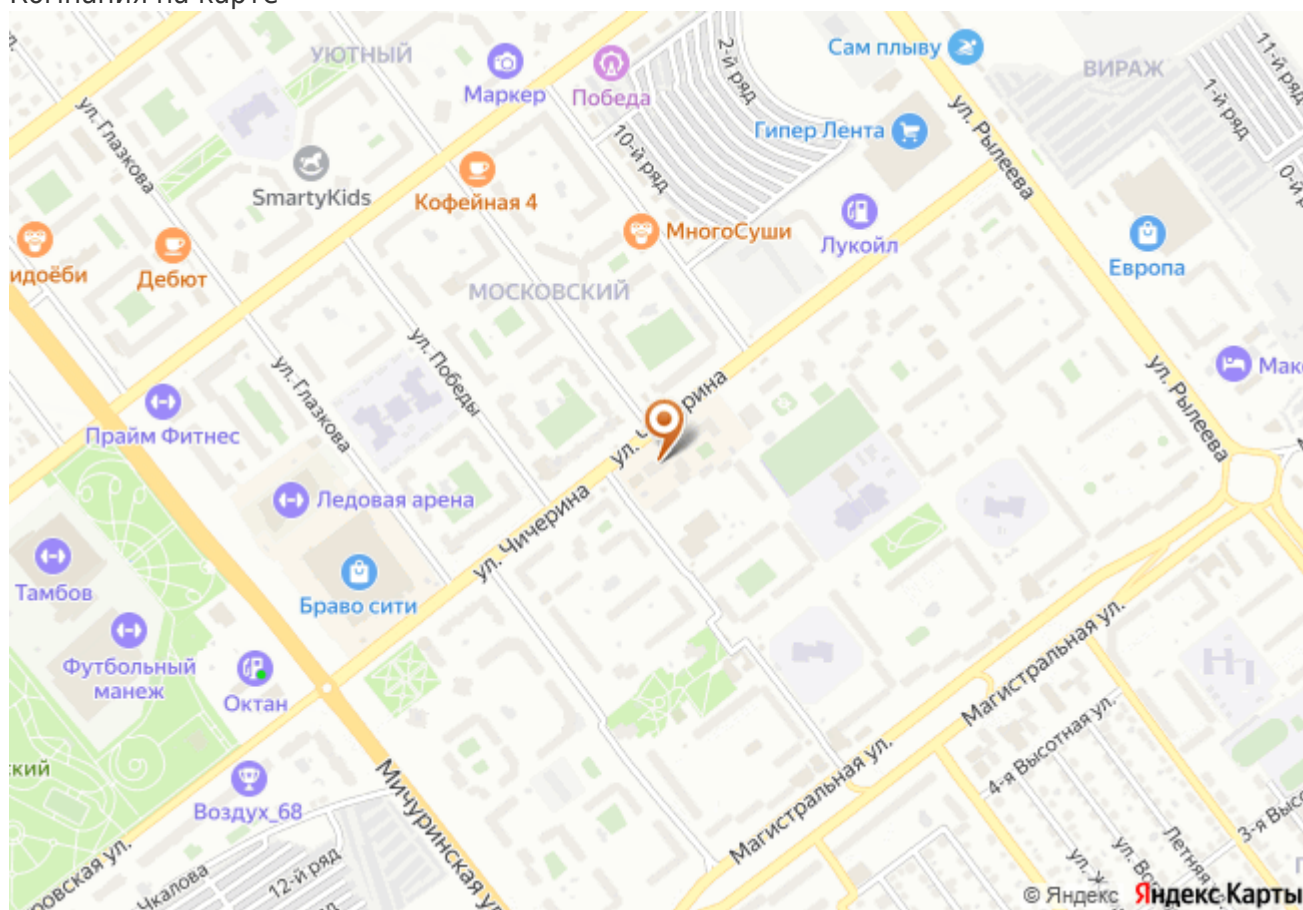 Компания на карте
УЮТНЫЙ
Маркер
Победа
2-й ряд
Сам плыву
ВИРАЖ
11-й ряд
1-й ряд
ул. Глазкова
Гипер Лента
ул. Рылеева
10-й ряд
SmartyKids
Кофейная 4
МногоСуши
Лукойл
Европа
идоёби
Дебют
МОСКОВСКИЙ
ул. Победы
ул. Глазкова
ул. Рылеева
Прайм Фитнес
Ледовая арена
ул. Чичерина
Тамбов
Браво сити
Футбольный
манеж
Октан
Магистральная ул.
4-я Высотная ул.
Воздух_68
Мичуринская ул.
Магистральная ул.
12-й ряд
Чкалова
© Яндекс Яндекс Карты